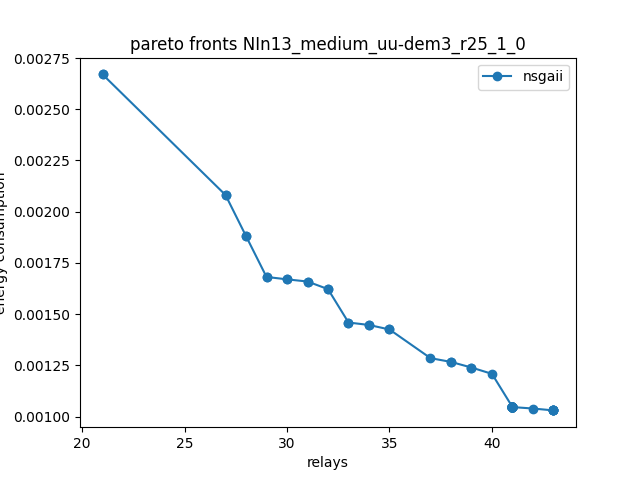 pareto fronts NIn13_medium_uu-dem3_r25_1_0
nsgaii
0.00275
0.00250
0.00225
0.00200
0.00175
0.00150
0.00125
0.00100
energy consumption
20 25 30 35 40
relays